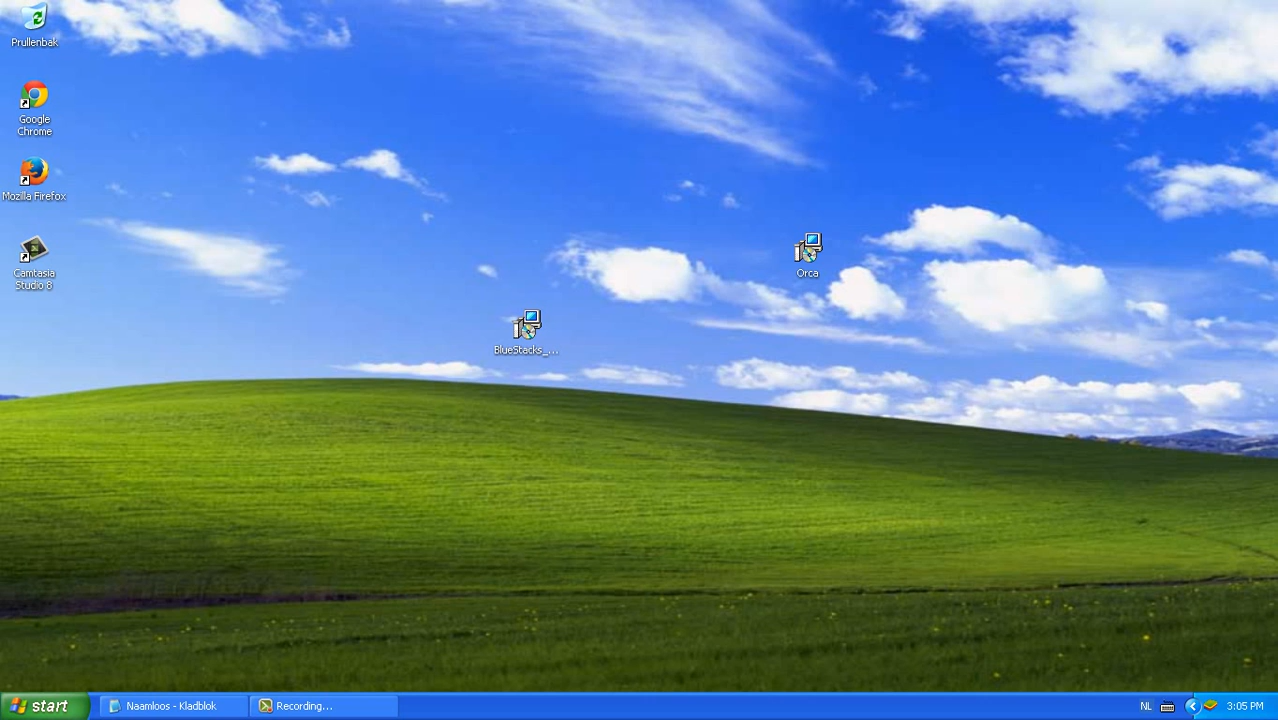 Prullenbak
Google
Chrome
Mozilla Firefox
Camtasia
Studio 8
Orca
BlueStacks_...
start
Naamloos - Kladblok
Recording...
NL
3:05 PM